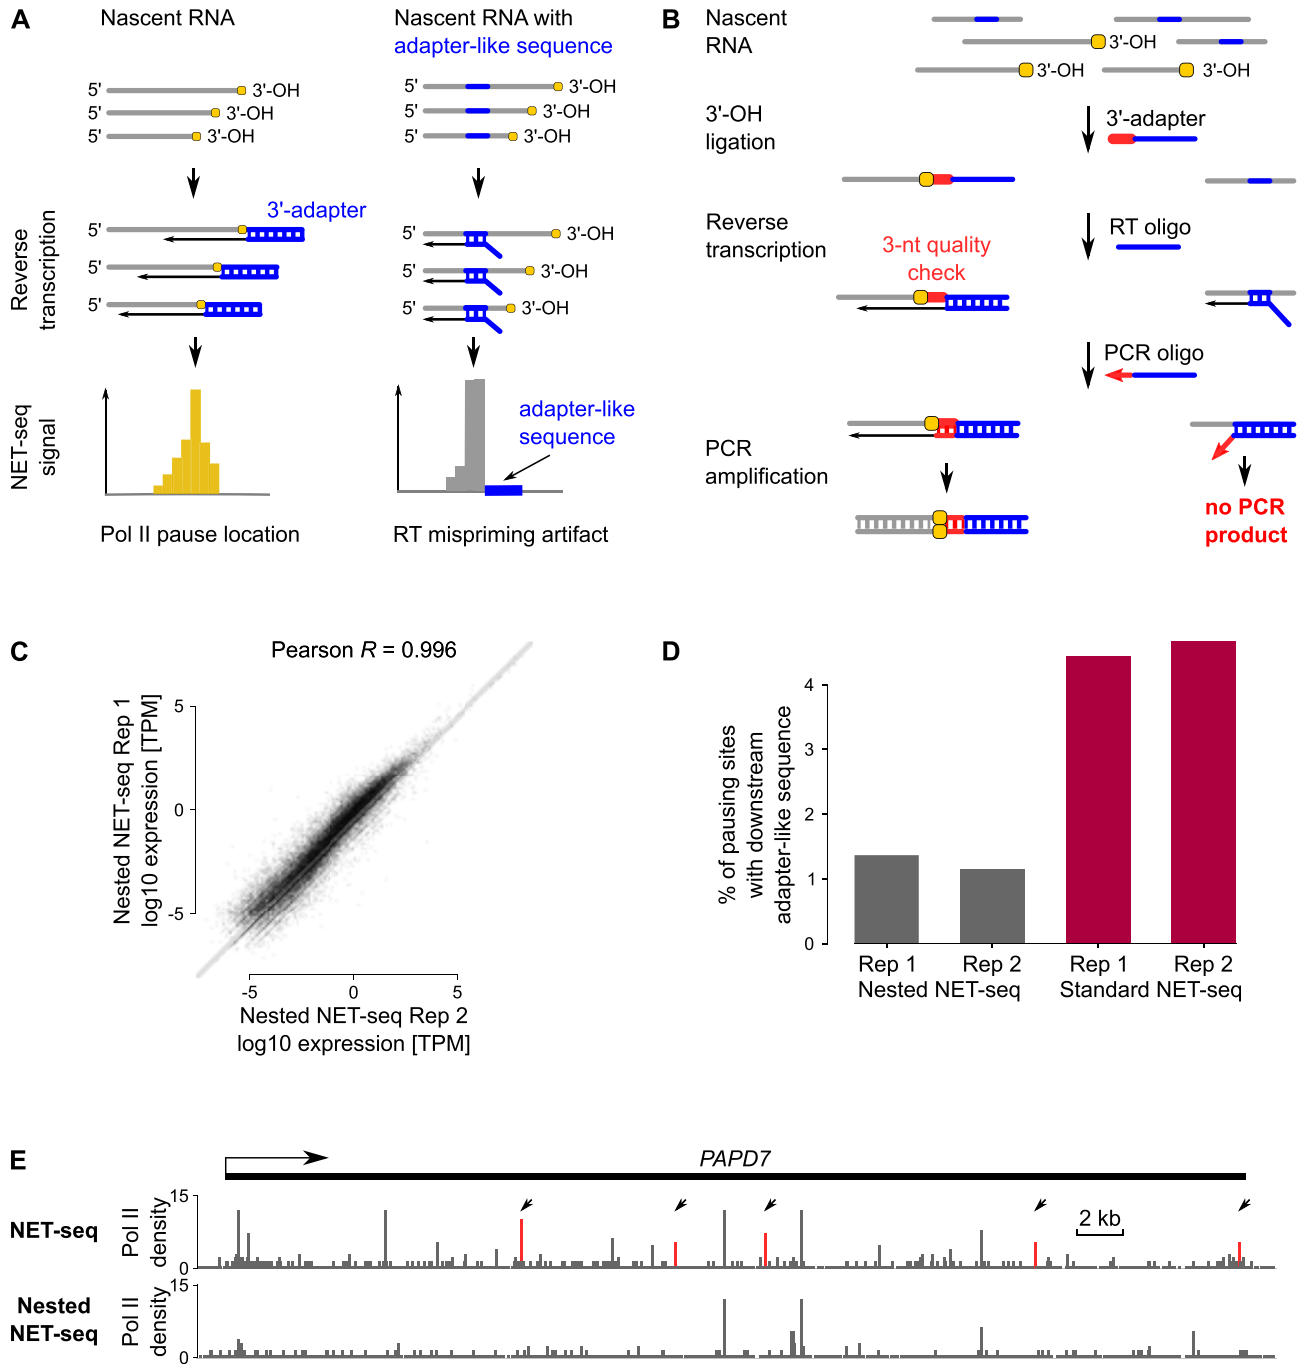 A
Nascent RNA
Nascent RNA with
adapter-like sequence
5' 3'-OH
5' 3'-OH
5' 3'-OH
5' 3'-OH
5' 3'-OH
5' 3'-OH
Reverse
transcription
3'-adapter
5'
5'
5'
5' 3'-OH
5' 3'-OH
5' 3'-OH
NET-seq
signal
adapter-like
sequence
Pol II pause location
RT mispriming artifact
B
Nascent
RNA
3'-OH
3'-OH
3'-OH
3'-OH
ligation
3'-adapter
Reverse
transcription
RT oligo
3-nt quality
check
PCR oligo
PCR
amplification
no PCR
product
C
Pearson R = 0.996
Nested NET-seq Rep 1
log10 expression [TPM]
5
0
-5
-5 0 5
Nested NET-seq Rep 2
log10 expression [TPM]
D
% of pausing sites
with downstream
adapter-like sequence
4
3
2
1
0
Rep 1 Rep 2 Rep 1 Rep 2
Nested NET-seq Standard NET-seq
E
PAPD7
NET-seq
Pol II
density
15
0
2 kb
Nested
NET-seq
Pol II
density
15
0